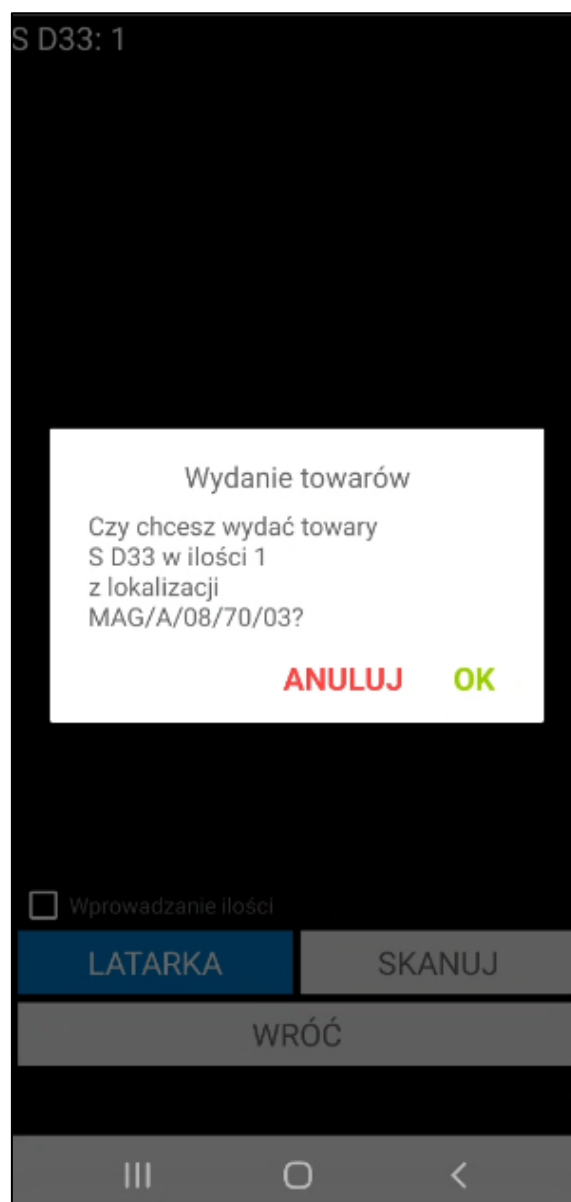 S D33: 1
Wydanie towarów
Czy chcesz wydać towary
S D33 w ilości 1
z lokalizacji
MAG/A/08/70/03?
ANULUJ OK
Wprowadzanie ilości
LATARKA SKANUJ
WRÓĆ